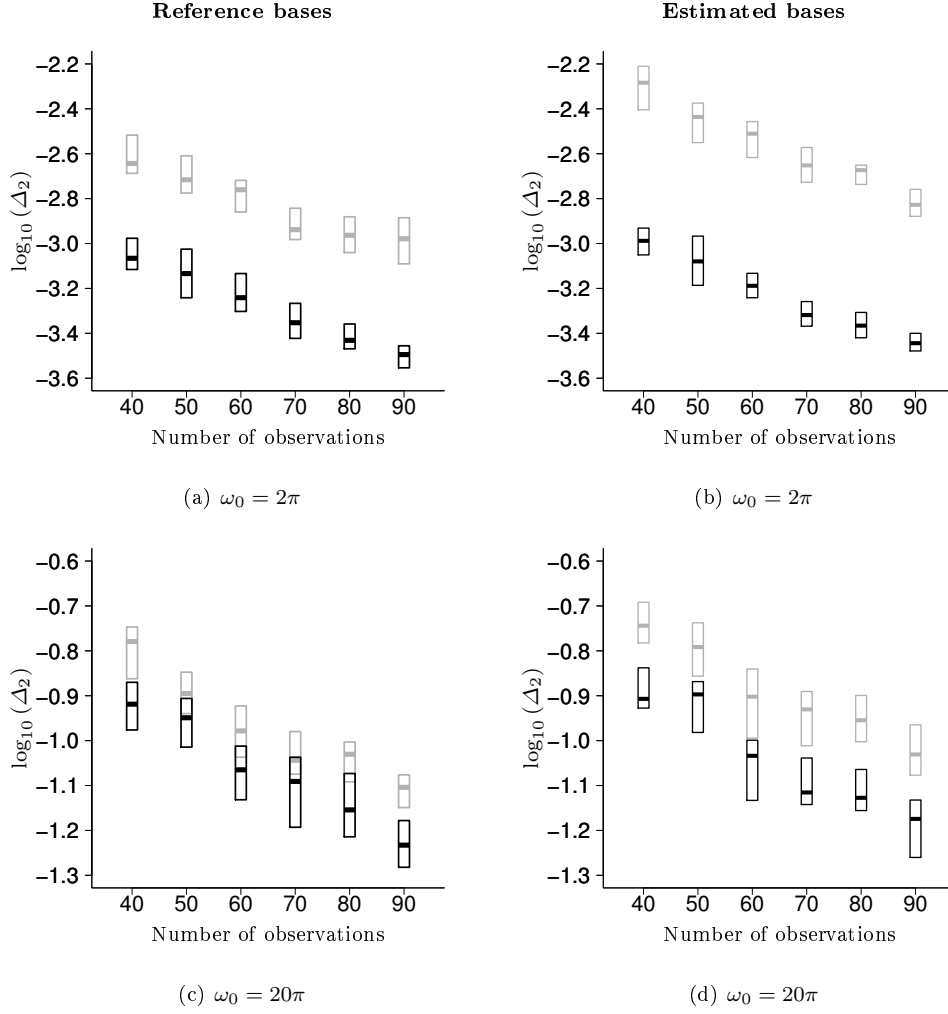 Reference bases
Estimated bases
−2.2
−2.4
−2.6
−2.8
−3.0
−3.2
−3.4
−3.6
log₁₀(Δ₂)
40 50 60 70 80 90
Number of observations
(a) ω₀ = 2π
−2.2
−2.4
−2.6
−2.8
−3.0
−3.2
−3.4
−3.6
log₁₀(Δ₂)
40 50 60 70 80 90
Number of observations
(b) ω₀ = 2π
−0.6
−0.7
−0.8
−0.9
−1.0
−1.1
−1.2
−1.3
log₁₀(Δ₂)
40 50 60 70 80 90
Number of observations
(c) ω₀ = 20π
−0.6
−0.7
−0.8
−0.9
−1.0
−1.1
−1.2
−1.3
log₁₀(Δ₂)
40 50 60 70 80 90
Number of observations
(d) ω₀ = 20π